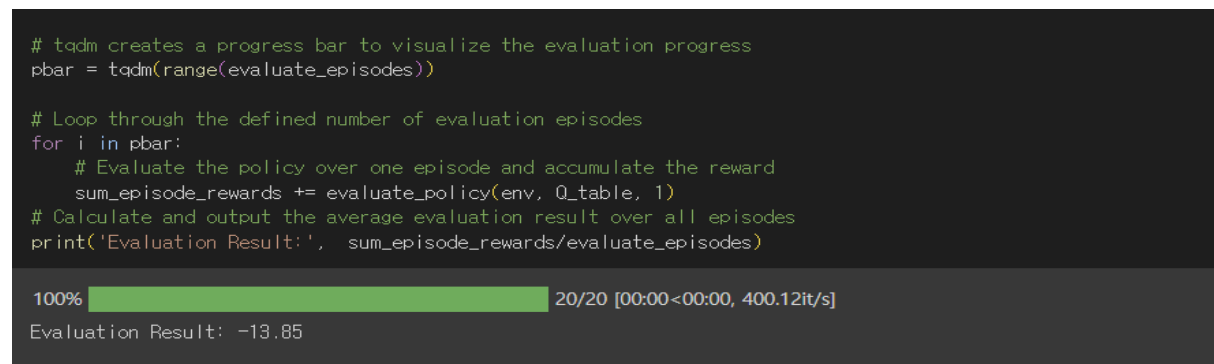 # tqdm creates a progress bar to visualize the evaluation progress
pbar = tqdm(range(evaluate_episodes))
# Loop through the defined number of evaluation episodes
for i in pbar:
# Evaluate the policy over one episode and accumulate the reward
sum_episode_rewards += evaluate_policy(env, Q_table, 1)
# Calculate and output the average evaluation result over all episodes
print('Evaluation Result:',  sum_episode_rewards/evaluate_episodes)
100% 20/20 [00:00<00:00, 400.12it/s]
Evaluation Result: -13.85